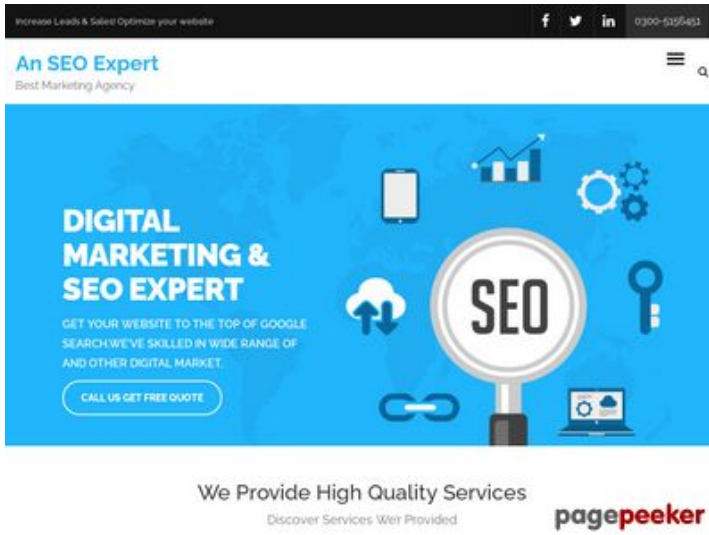 Increase Leads & Sales! Optimize your website
0300-5156451
An SEO Expert
Best Marketing Agency
DIGITAL
MARKETING &
SEO EXPERT
GET YOUR WEBSITE TO THE TOP OF GOOGLE
SEARCH.WE'VE SKILLED IN WIDE RANGE OF
AND OTHER DIGITAL MARKET.
CALL US GET FREE QUOTE
SEO
We Provide High Quality Services
Discover Services We'r Provided
pagepeeker